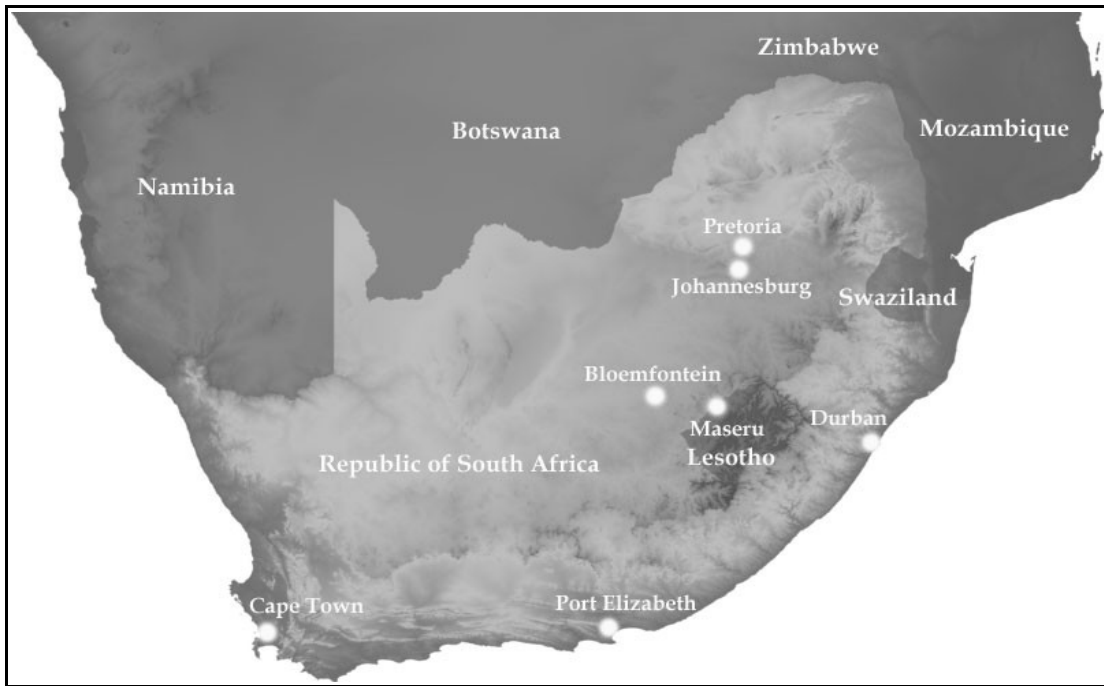 Zimbabwe
Botswana
Mozambique
Namibia
Pretoria
Johannesburg
Swaziland
Bloemfontein
Durban
Maseru
Lesotho
Republic of South Africa
Cape Town
Port Elizabeth